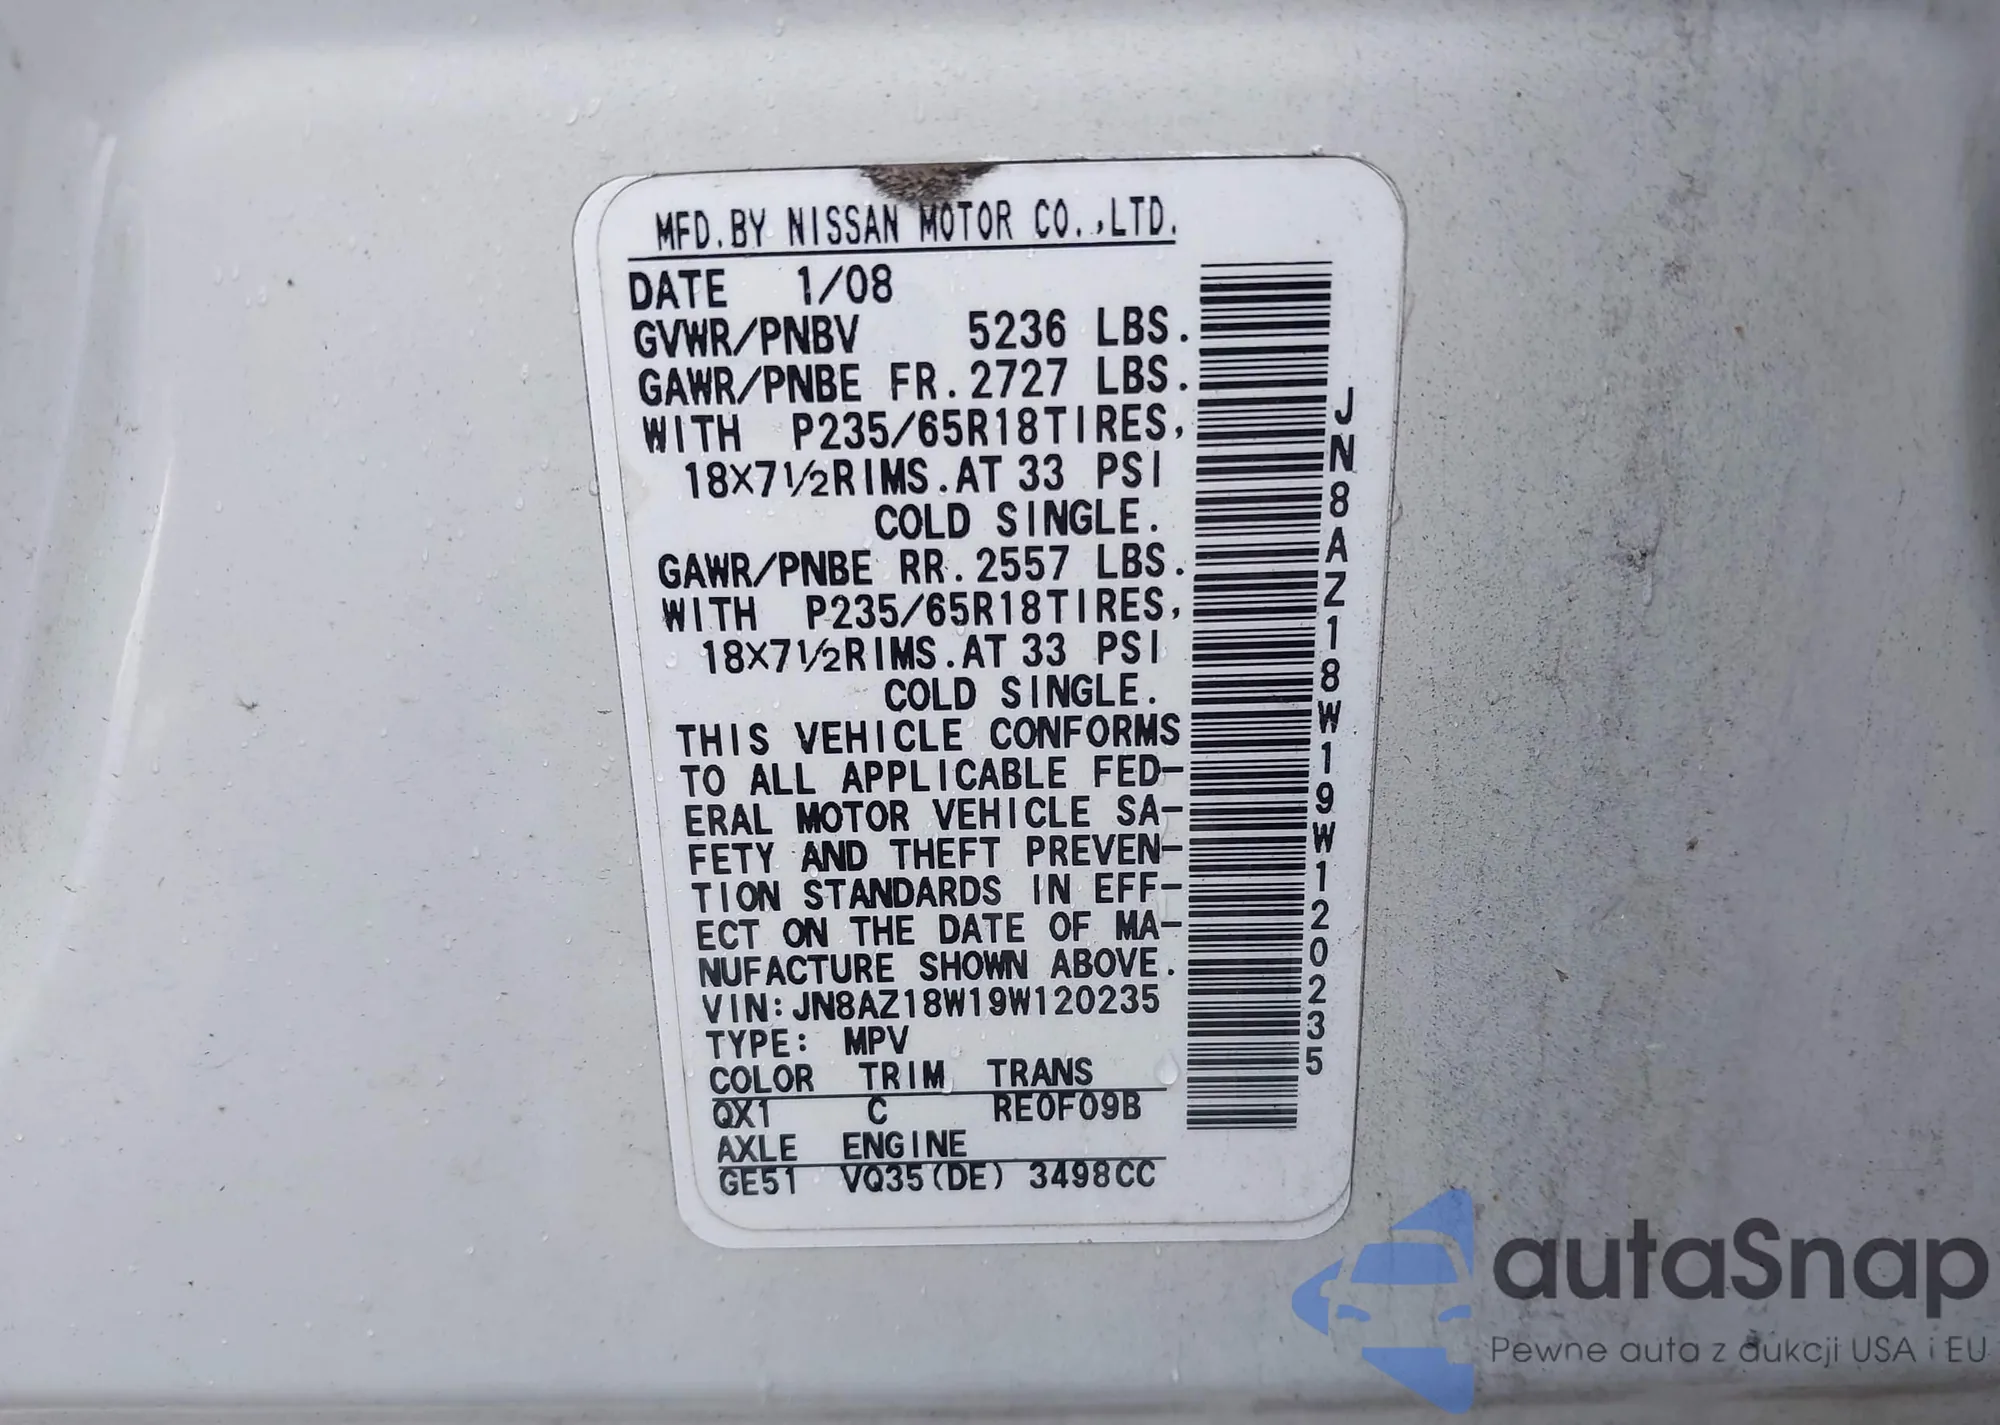 MFD.BY NISSAN MOTOR CO.,LTD.
DATE 1/08
GVWR/PNBV 5236 LBS.
GAWR/PNBE FR.2727 LBS.
WITH P235/65R18TIRES,
18X7½RIMS.AT 33 PSI
COLD SINGLE.
GAWR/PNBE RR.2557 LBS.
WITH P235/65R18TIRES,
18X7½RIMS.AT 33 PSI
COLD SINGLE.
THIS VEHICLE CONFORMS
TO ALL APPLICABLE FED-
ERAL MOTOR VEHICLE SA-
FETY AND THEFT PREVEN-
TION STANDARDS IN EFF-
ECT ON THE DATE OF MA-
NUFACTURE SHOWN ABOVE.
VIN:JN8AZ18W19W120235
TYPE: MPV
COLOR TRIM TRANS
QX1 C RE0F09B
AXLE ENGINE
GE51 VQ35(DE) 3498CC
JN8AZ18W19W120235
autaSnap
Pewne auta z aukcji USA i EU